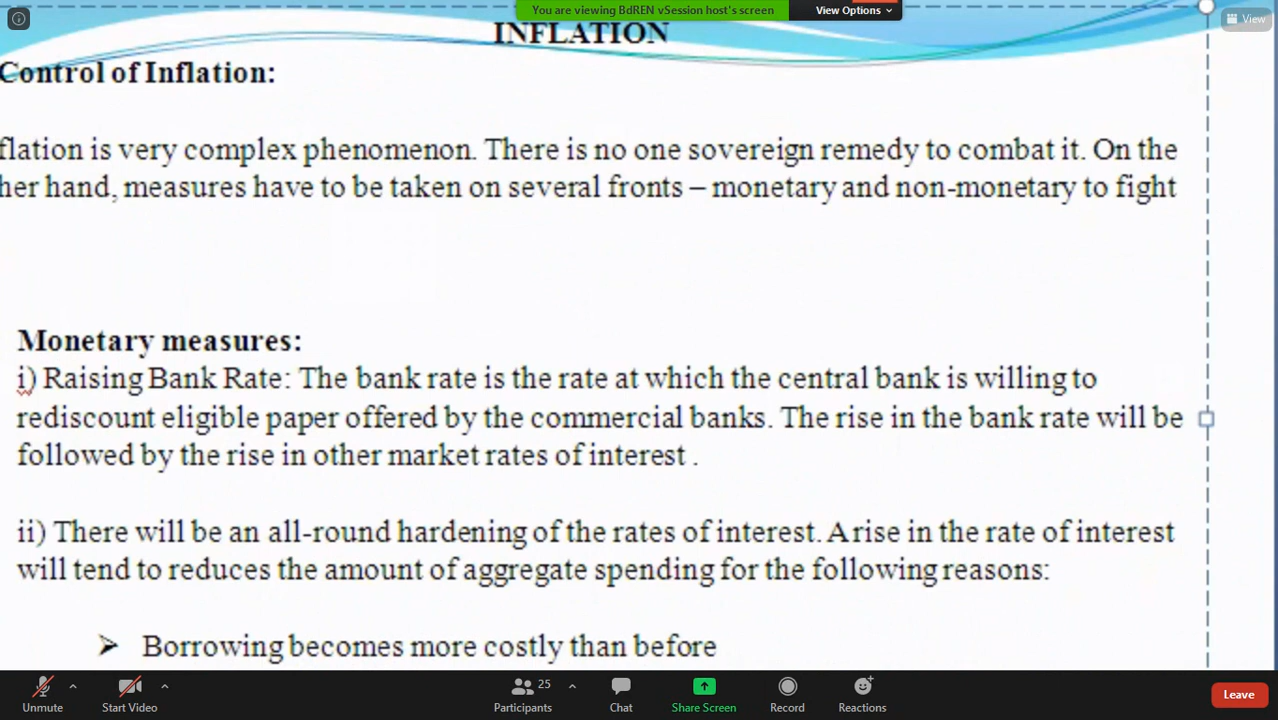 You are viewing BdREN vSession host's screen
View Options
View
INFLATION
Control of Inflation:
flation is very complex phenomenon. There is no one sovereign remedy to combat it. On the
her hand, measures have to be taken on several fronts – monetary and non-monetary to fight
Monetary measures:
i) Raising Bank Rate: The bank rate is the rate at which the central bank is willing to
rediscount eligible paper offered by the commercial banks. The rise in the bank rate will be
followed by the rise in other market rates of interest .
ii) There will be an all-round hardening of the rates of interest. A rise in the rate of interest
will tend to reduces the amount of aggregate spending for the following reasons:
➤ Borrowing becomes more costly than before
25
Unmute Start Video Participants Chat Share Screen Record Reactions Leave